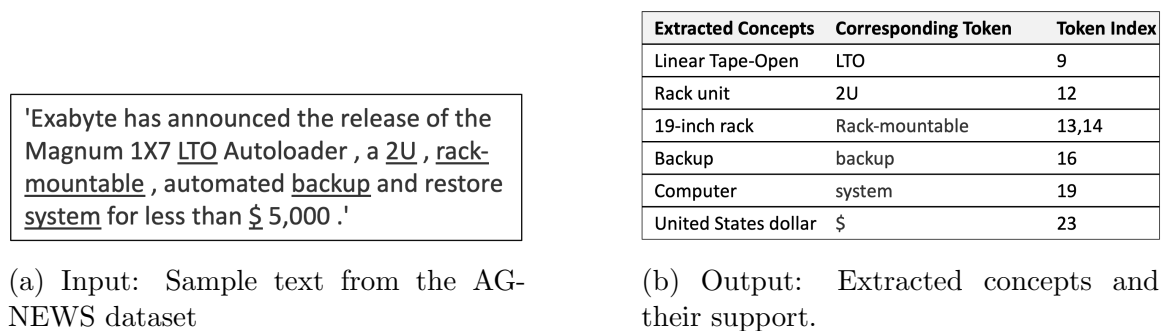 'Exabyte has announced the release of the
Magnum 1X7 LTO Autoloader , a 2U , rack-
mountable , automated backup and restore
system for less than $ 5,000 .'
(a) Input: Sample text from the AG-
NEWS dataset
Extracted Concepts Corresponding Token Token Index
Linear Tape-Open LTO 9
Rack unit 2U 12
19-inch rack Rack-mountable 13,14
Backup backup 16
Computer system 19
United States dollar $ 23
(b) Output: Extracted concepts and
their support.